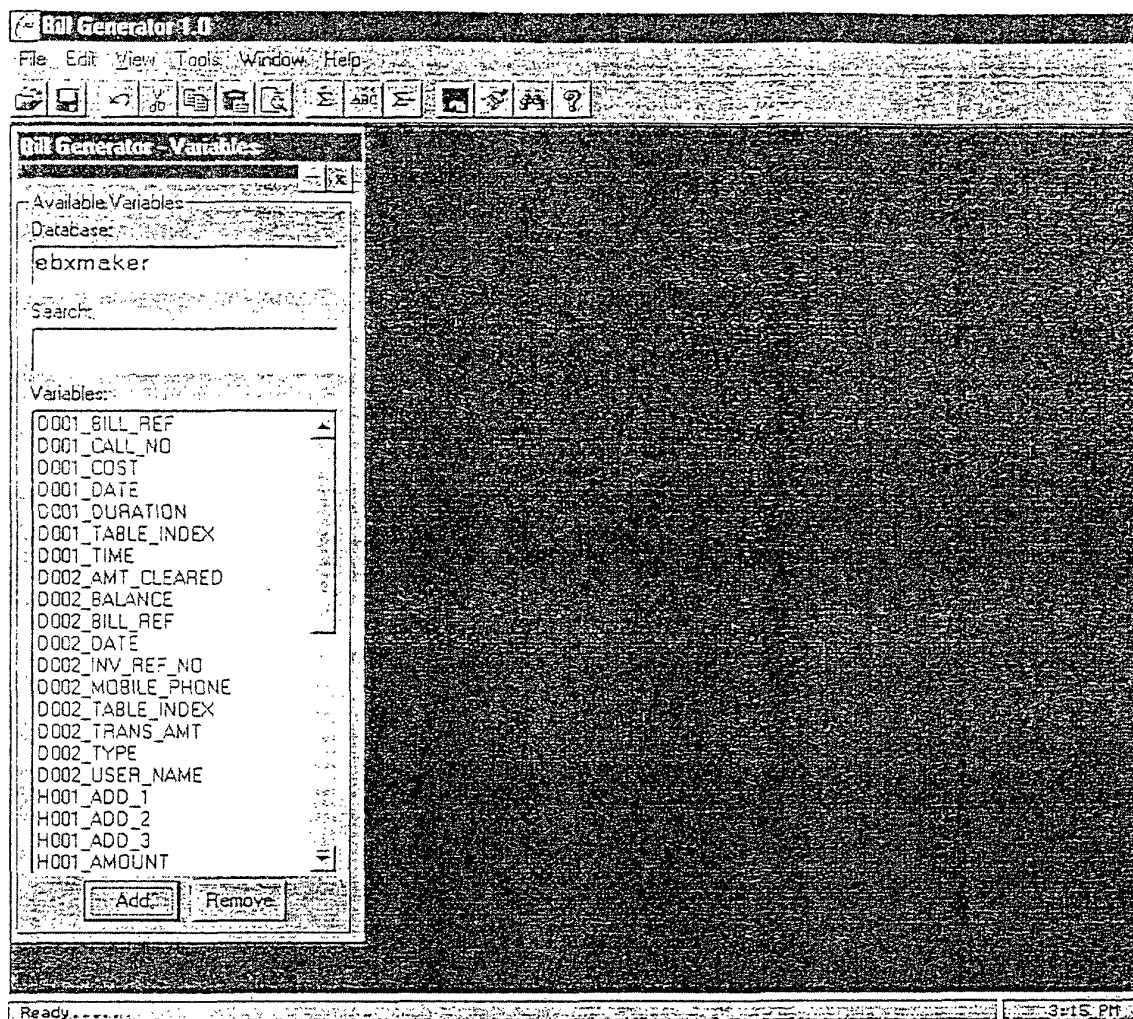 Bill Generator 1.0
File Edit View Tools Window Help
Σ ABC Σ ?
Bill Generator - Variables
Available Variables
Database:
ebxmaker
Search:
Variables:
D001_BILL_REF
D001_CALL_NO
D001_COST
D001_DATE
D001_DURATION
D001_TABLE_INDEX
D001_TIME
D002_AMT_CLEARED
D002_BALANCE
D002_BILL_REF
D002_DATE
D002_INV_REF_NO
D002_MOBILE_PHONE
D002_TABLE_INDEX
D002_TRANS_AMT
D002_TYPE
D002_USER_NAME
H001_ADD_1
H001_ADD_2
H001_ADD_3
H001_AMOUNT
Add Remove
Ready 3:15 PM